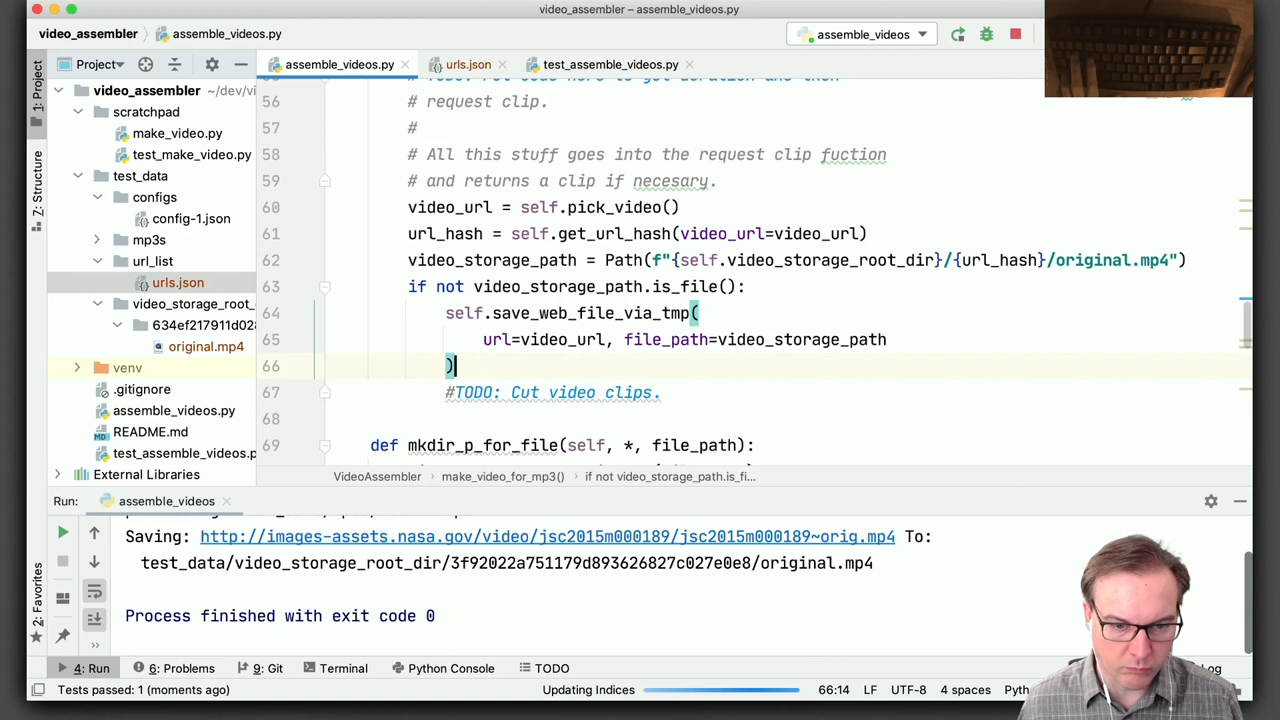 video_assembler – assemble_videos.py
video_assembler
assemble_videos.py
assemble_videos
1: Project
Project
assemble_videos.py
urls.json
test_assemble_videos.py
video_assembler ~/dev/vi
scratchpad
make_video.py
test_make_video.py
test_data
configs
config-1.json
mp3s
url_list
urls.json
video_storage_root_
634ef217911d028
original.mp4
venv
.gitignore
assemble_videos.py
README.md
test_assemble_videos.p
External Libraries
Z: Structure
2: Favorites
56 # request clip.
57 #
58 # All this stuff goes into the request clip fuction
59 # and returns a clip if necesary.
60 video_url = self.pick_video()
61 url_hash = self.get_url_hash(video_url=video_url)
62 video_storage_path = Path(f"{self.video_storage_root_dir}/{url_hash}/original.mp4")
63 if not video_storage_path.is_file():
64 self.save_web_file_via_tmp(
65 url=video_url, file_path=video_storage_path
66 )
67 #TODO: Cut video clips.
68
69 def mkdir_p_for_file(self, *, file_path):
VideoAssembler make_video_for_mp3() if not video_storage_path.is_fi...
Run: assemble_videos
Saving: http://images-assets.nasa.gov/video/jsc2015m000189/jsc2015m000189~orig.mp4 To:
test_data/video_storage_root_dir/3f92022a751179d893626827c027e0e8/original.mp4
Process finished with exit code 0
4: Run 6: Problems 9: Git Terminal Python Console TODO
Tests passed: 1 (moments ago) Updating Indices 66:14 LF UTF-8 4 spaces